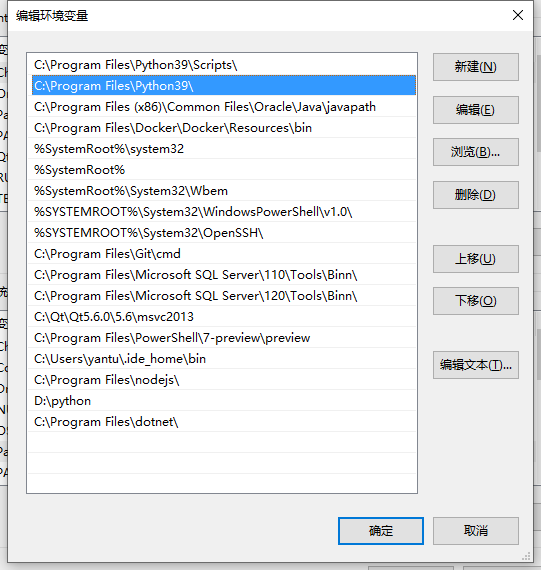 编辑环境变量
C:\Program Files\Python39\Scripts\
C:\Program Files\Python39\
C:\Program Files (x86)\Common Files\Oracle\Java\javapath
C:\Program Files\Docker\Docker\Resources\bin
%SystemRoot%\system32
%SystemRoot%
%SystemRoot%\System32\Wbem
%SYSTEMROOT%\System32\WindowsPowerShell\v1.0\
%SYSTEMROOT%\System32\OpenSSH\
C:\Program Files\Git\cmd
C:\Program Files\Microsoft SQL Server\110\Tools\Binn\
C:\Program Files\Microsoft SQL Server\120\Tools\Binn\
C:\Qt\Qt5.6.0\5.6\msvc2013
C:\Program Files\PowerShell\7-preview\preview
C:\Users\yantu\.ide_home\bin
C:\Program Files\nodejs\
D:\python
C:\Program Files\dotnet\
新建(N)
编辑(E)
浏览(B)...
删除(D)
上移(U)
下移(O)
编辑文本(T)...
确定
取消